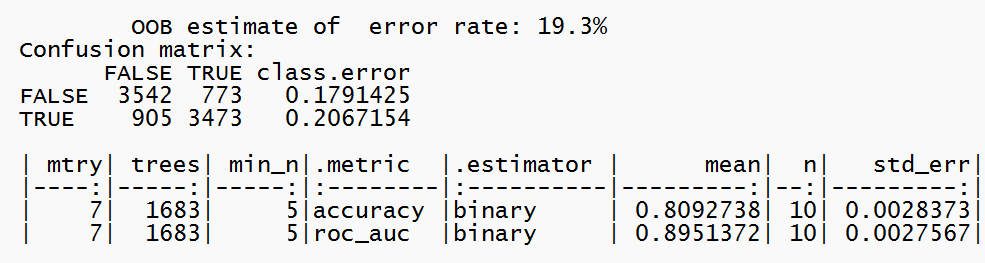 OOB estimate of  error rate: 19.3%
Confusion matrix:
      FALSE TRUE class.error
FALSE  3542  773   0.1791425
TRUE    905 3473   0.2067154
| mtry| trees| min_n|.metric  |.estimator |      mean|  n|   std_err|
|----:|-----:|-----:|:--------|:----------|---------:|--:|---------:|
|    7|  1683|     5|accuracy |binary     | 0.8092738| 10| 0.0028373|
|    7|  1683|     5|roc_auc  |binary     | 0.8951372| 10| 0.0027567|